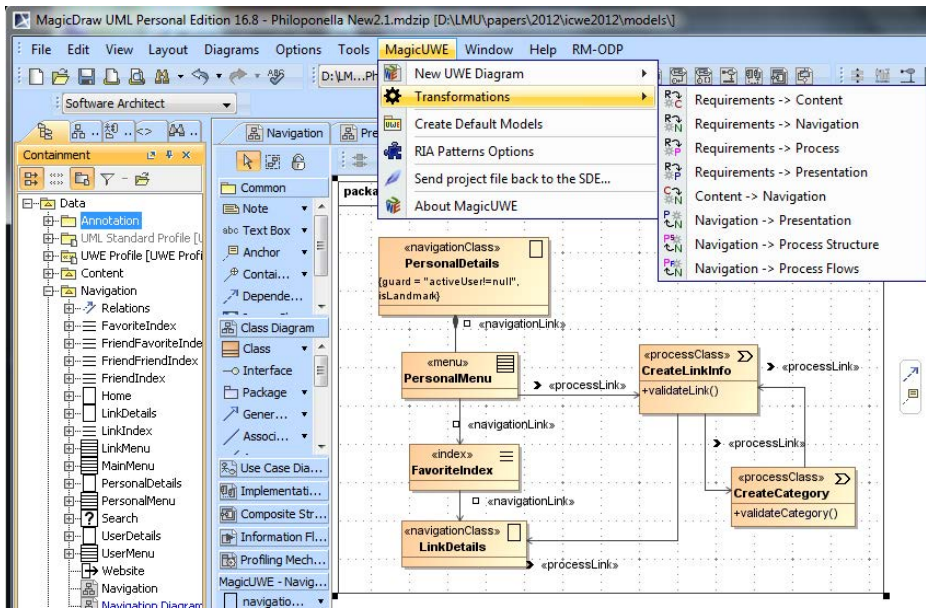 MagicDraw UML Personal Edition 16.8 - Philoponella New2.1.mdzip [D:\LMU\papers\2012\icwe2012\models\]
File Edit View Layout Diagrams Options Tools MagicUWE Window Help RM-ODP
D:\LM...Ph
Software Architect
New UWE Diagram
Transformations
Create Default Models
RIA Patterns Options
Send project file back to the SDE...
About MagicUWE
Requirements -> Content
Requirements -> Navigation
Requirements -> Process
Requirements -> Presentation
Content -> Navigation
Navigation -> Presentation
Navigation -> Process Structure
Navigation -> Process Flows
Containment
Data
Annotation
UML Standard Profile [U
UWE Profile [UWE Profi
Content
Navigation
Relations
FavoriteIndex
FriendFavoriteInde
FriendFriendIndex
FriendIndex
Home
LinkDetails
LinkIndex
LinkMenu
MainMenu
PersonalDetails
PersonalMenu
Search
UserDetails
UserMenu
Website
Navigation
Navigation Diagram
Navigation Pre
Common
Note
abc Text Box
Anchor
Contai...
Depende...
Class Diagram
Class
Interface
Package
Gener...
Associ...
Use Case Dia...
Implementati...
Composite Str...
Information Fl...
Profiling Mech...
MagicUWE - Navig...
navigatio...
packa
«navigationClass»
PersonalDetails
{guard = "activeUser!=null",
isLandmark}
«navigationLink»
«menu»
PersonalMenu
«processLink»
«processClass»
CreateLinkInfo
+validateLink()
«processLink»
«navigationLink»
«index»
FavoriteIndex
«processLink»
«processClass»
CreateCategory
+validateCategory()
«navigationLink»
«navigationClass»
LinkDetails
«processLink»